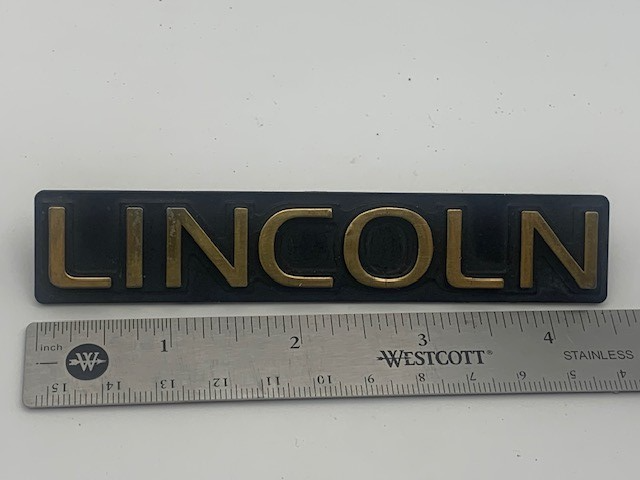 LINCOLN
inch 1 2 3 4
W WESTCOTT® STAINLESS
15 14 13 12 11 10 9 8 7 6 5 4